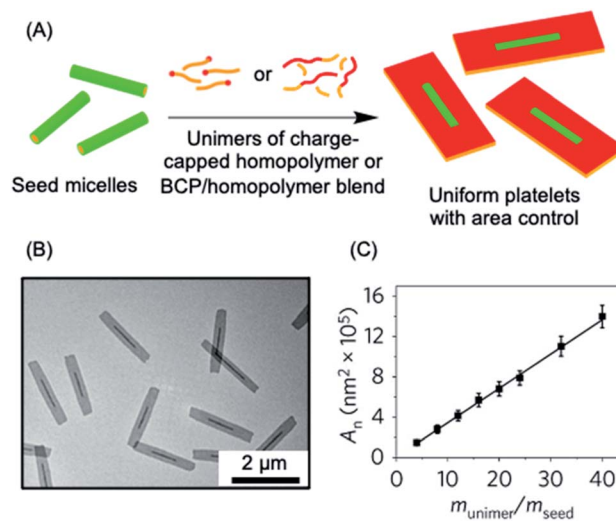 (A)
or
Seed micelles
Unimers of charge-
capped homopolymer or
BCP/homopolymer blend
Uniform platelets
with area control
(B)
2 μm
(C)
Aₙ (nm² × 10⁵)
16
12
8
4
0
0 10 20 30 40
m_unimer/m_seed